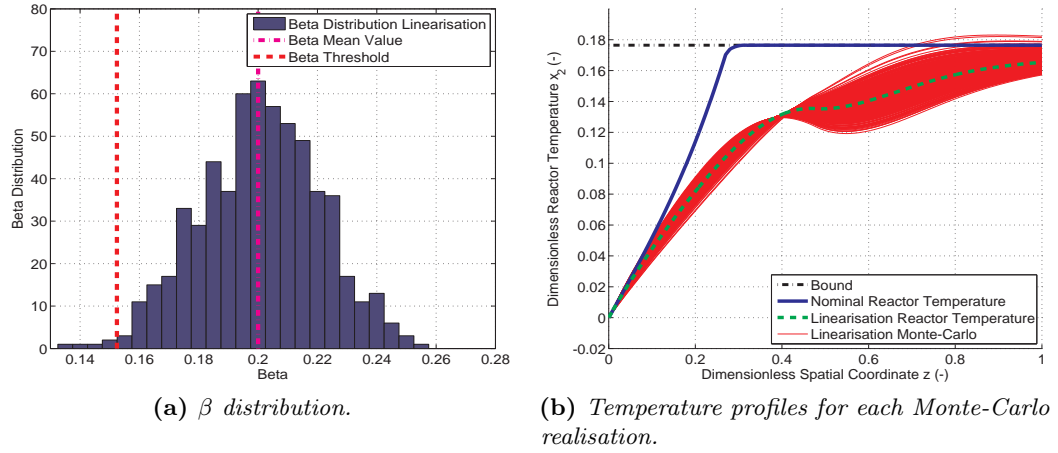 80
70
60
50
40
30
20
10
0
Beta Distribution
Beta Distribution Linearisation
Beta Mean Value
Beta Threshold
0.14 0.16 0.18 0.2 0.22 0.24 0.26 0.28
Beta
(a) β distribution.
0.18
0.16
0.14
0.12
0.1
0.08
0.06
0.04
0.02
0
-0.02
Dimensionless Reactor Temperature x2 (-)
Bound
Nominal Reactor Temperature
Linearisation Reactor Temperature
Linearisation Monte-Carlo
0 0.2 0.4 0.6 0.8 1
Dimensionless Spatial Coordinate z (-)
(b) Temperature profiles for each Monte-Carlo
realisation.